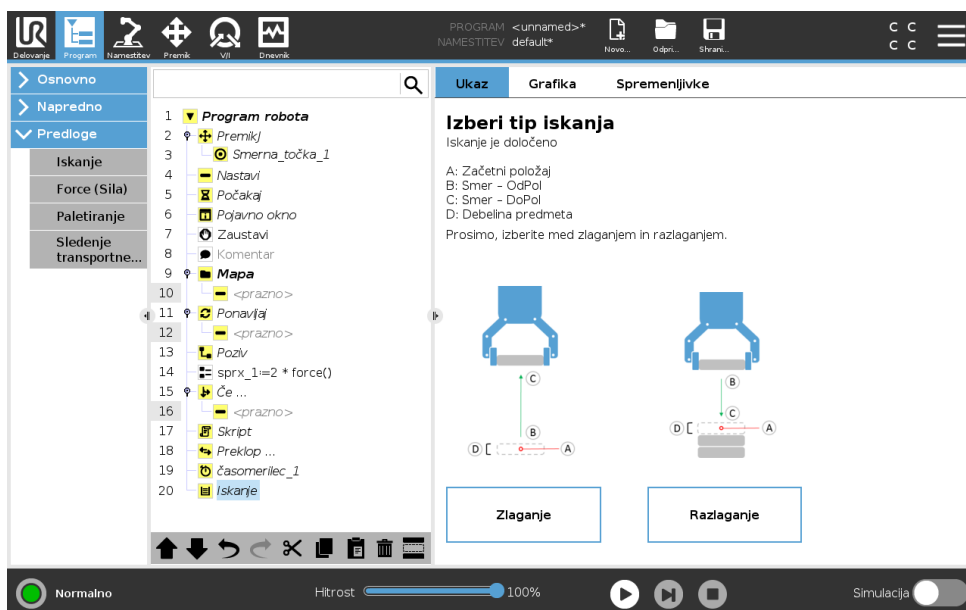 PROGRAM <unnamed>*
NAMESTITEV default*
Delovanje
Program
Namestitev
Premik
V/I
Dnevnik
Novo...
Odpri...
Shrani...
C C
C C
Osnovno
Napredno
Predloge
Iskanje
Force (Sila)
Paletiranje
Sledenje
transportne...
1 Program robota
2 PremikJ
3 Smerna_točka_1
4 Nastavi
5 Počakaj
6 Pojavno okno
7 Zaustavi
8 Komentar
9 Mapa
10 <prazno>
11 Ponavljaj
12 <prazno>
13 Poziv
14 sprx_1≔2 * force()
15 Če ...
16 <prazno>
17 Skript
18 Preklop ...
19 časomerilec_1
20 Iskanje
Ukaz Grafika Spremenljivke
Izberi tip iskanja
Iskanje je določeno
A: Začetni položaj
B: Smer - OdPol
C: Smer - DoPol
D: Debelina predmeta
Prosimo, izberite med zlaganjem in razlaganjem.
C
B
D
A
B
C
D
A
Zlaganje
Razlaganje
Normalno
Hitrost 100%
Simulacija